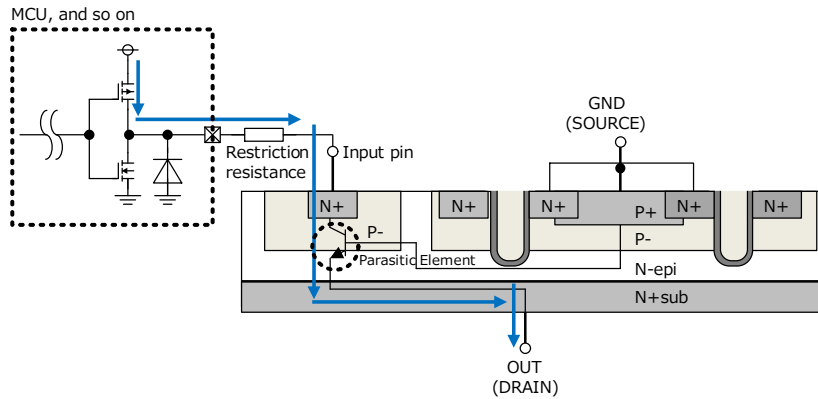 MCU, and so on
GND
(SOURCE)
Restriction
resistance
Input pin
N+
N+
N+
P+
N+
N+
P-
P-
Parasitic Element
N-epi
N+sub
OUT
(DRAIN)